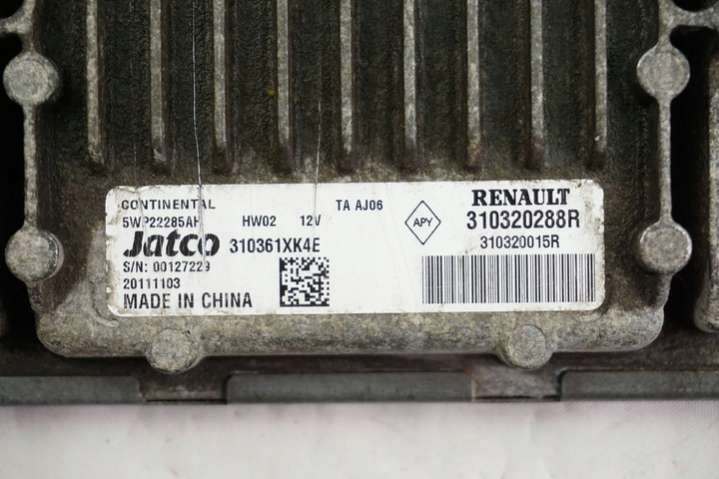 CONTINENTAL
5WP22285AH HW02 12V TA AJ06
Jatco 310361XK4E
S/N: 00127229
20111103
MADE IN CHINA
APY
RENAULT
310320288R
310320015R